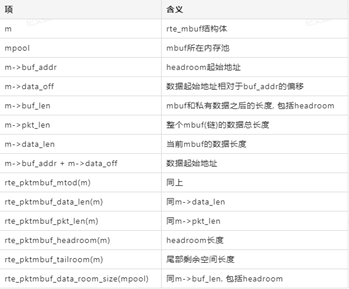 项 含义
m rte_mbuf结构体
mpool mbuf所在内存池
m->buf_addr headroom起始地址
m->data_off 数据起始地址相对于buf_addr的偏移
m->buf_len mbuf和私有数据之后的长度, 包括headroom
m->pkt_len 整个mbuf(链)的数据总长度
m->data_len 当前mbuf的数据长度
m->buf_addr + m->data_off 数据起始地址
rte_pktmbuf_mtod(m) 同上
rte_pktmbuf_data_len(m) 同m->data_len
rte_pktmbuf_pkt_len(m) 同m->pkt_len
rte_pktmbuf_headroom(m) headroom长度
rte_pktmbuf_tailroom(m) 尾部剩余空间长度
rte_pktmbuf_data_room_size(mpool) 同m->buf_len, 包括headroom